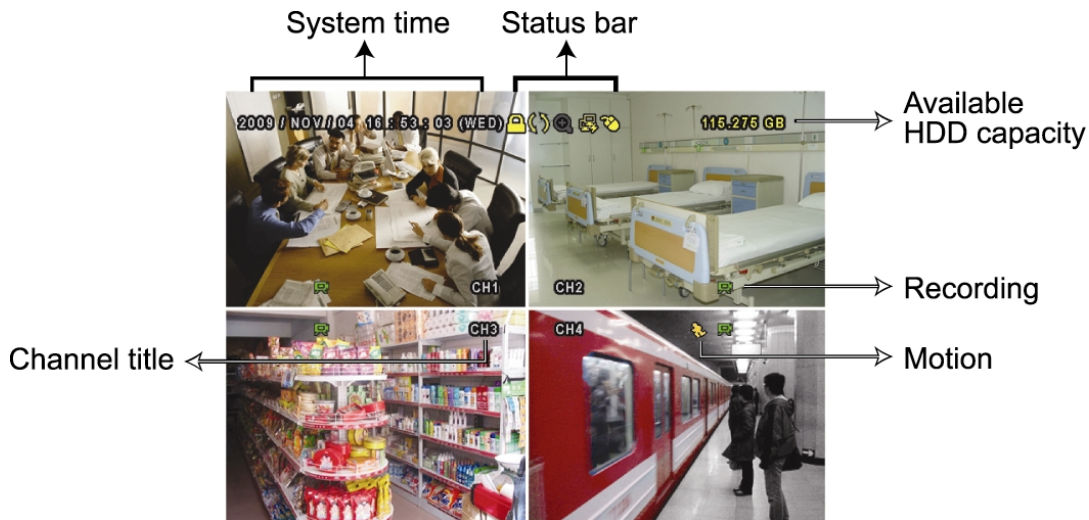 System time
Status bar
2009 / NOV / 04 16 : 53 : 03 (WED)
115.275 GB
Available
HDD capacity
CH1
CH2
Recording
Channel title
CH3
CH4
Motion